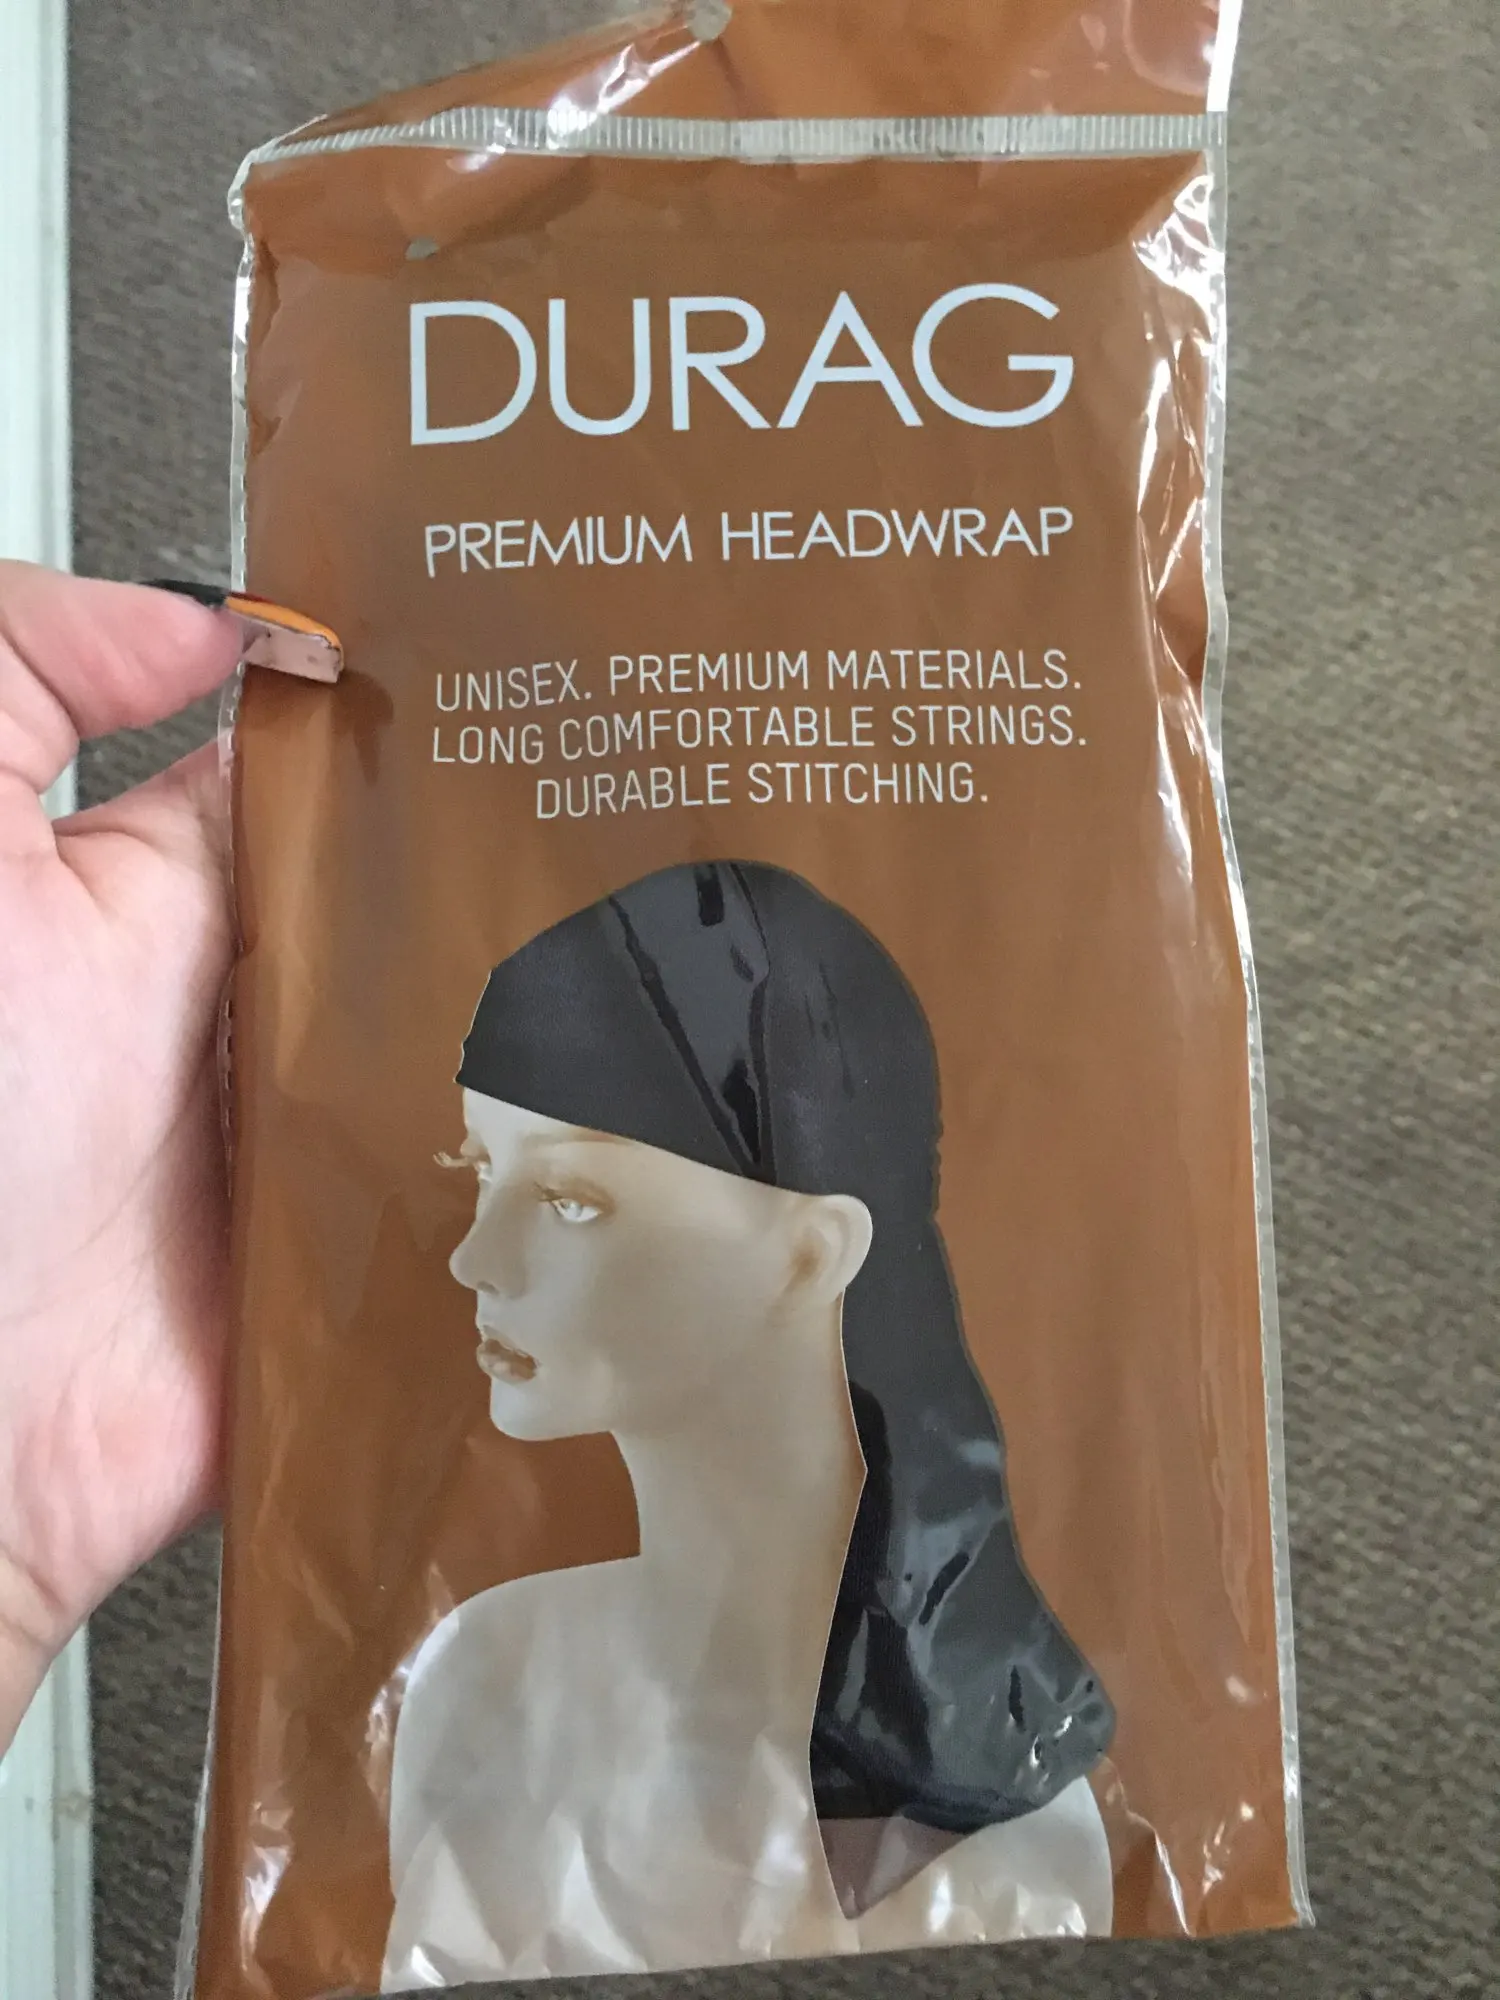 DURAG
PREMIUM HEADWRAP
UNISEX. PREMIUM MATERIALS.
LONG COMFORTABLE STRINGS.
DURABLE STITCHING.